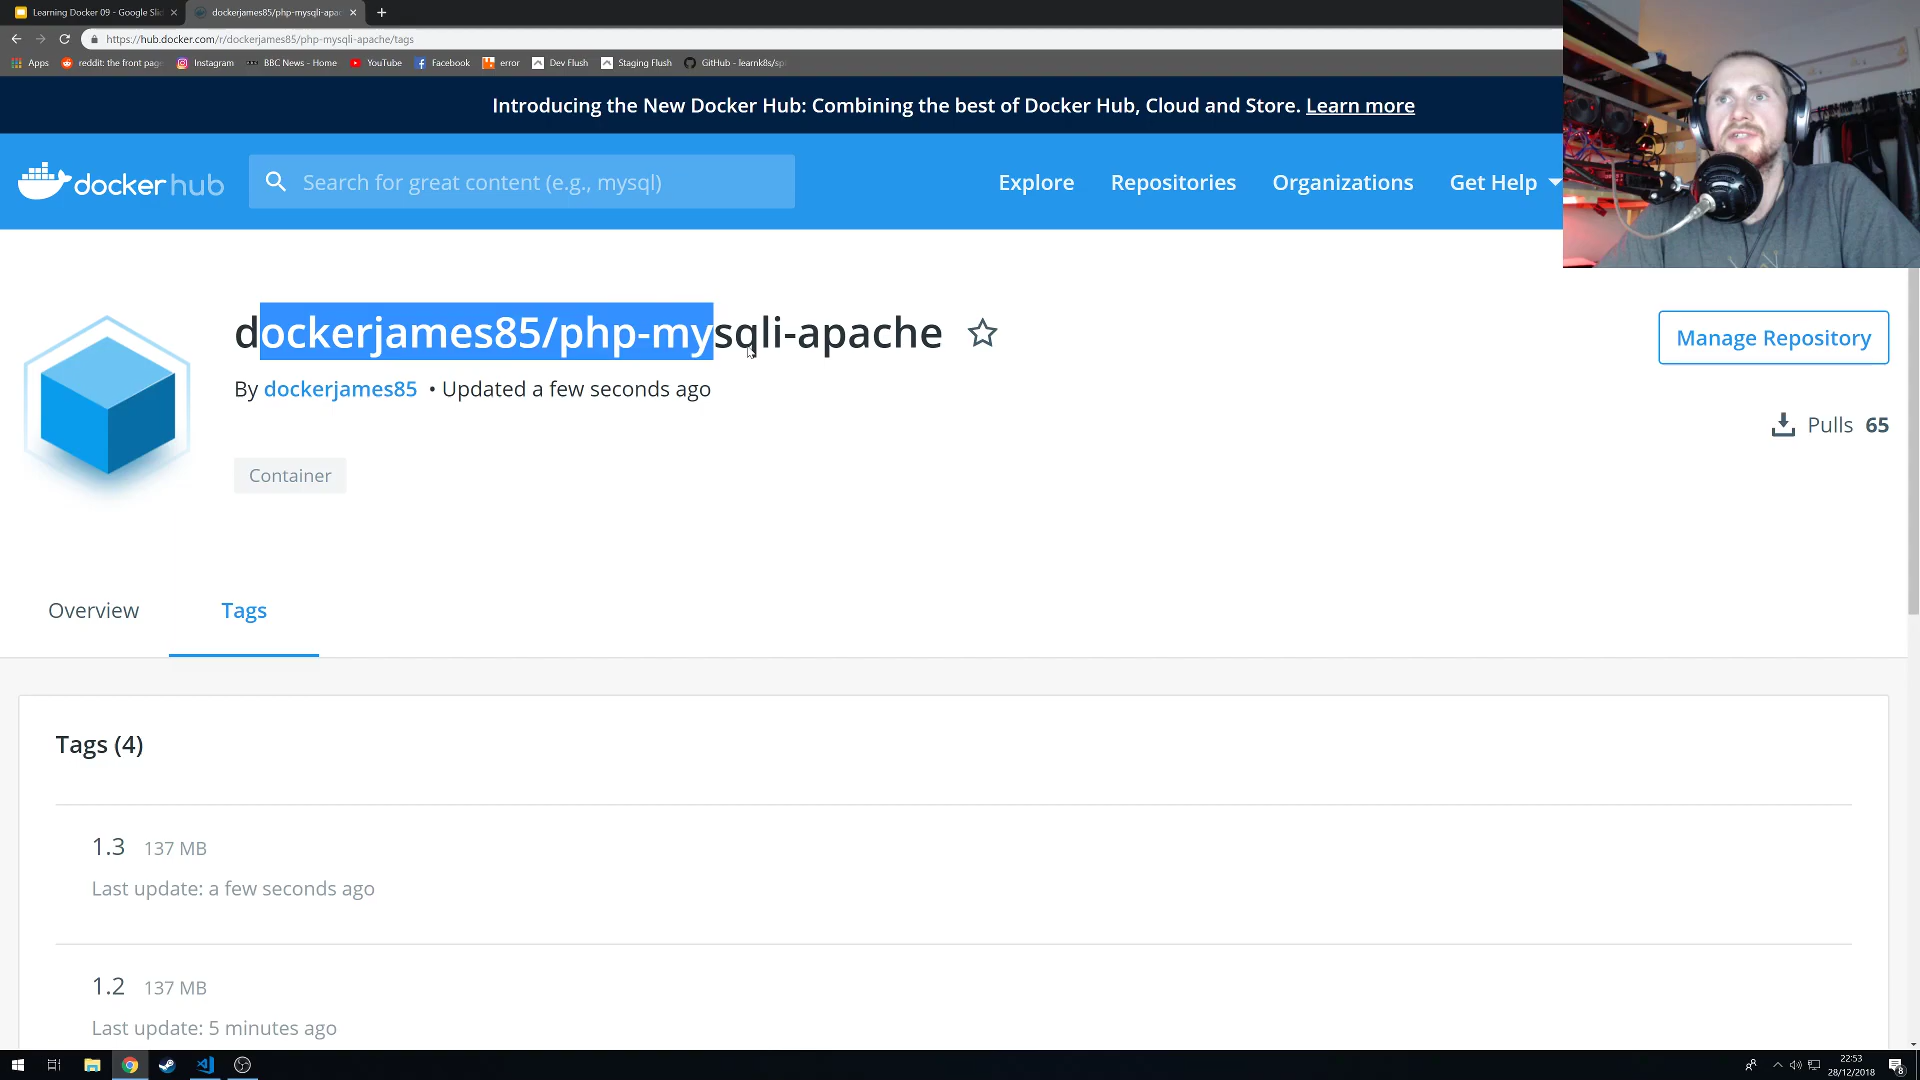 Learning Docker 09 - Google Slid
dockerjames85/php-mysqli-apac
https://hub.docker.com/r/dockerjames85/php-mysqli-apache/tags
Apps
reddit: the front page
Instagram
BBC News - Home
YouTube
Facebook
error
Dev Flush
Staging Flush
GitHub - learnk8s/sp
Introducing the New Docker Hub: Combining the best of Docker Hub, Cloud and Store. Learn more
docker hub
Search for great content (e.g., mysql)
Explore
Repositories
Organizations
Get Help
dockerjames85/php-mysqli-apache
Manage Repository
By dockerjames85 • Updated a few seconds ago
Pulls 65
Container
Overview
Tags
Tags (4)
1.3 137 MB
Last update: a few seconds ago
1.2 137 MB
Last update: 5 minutes ago
22:53
28/12/2018